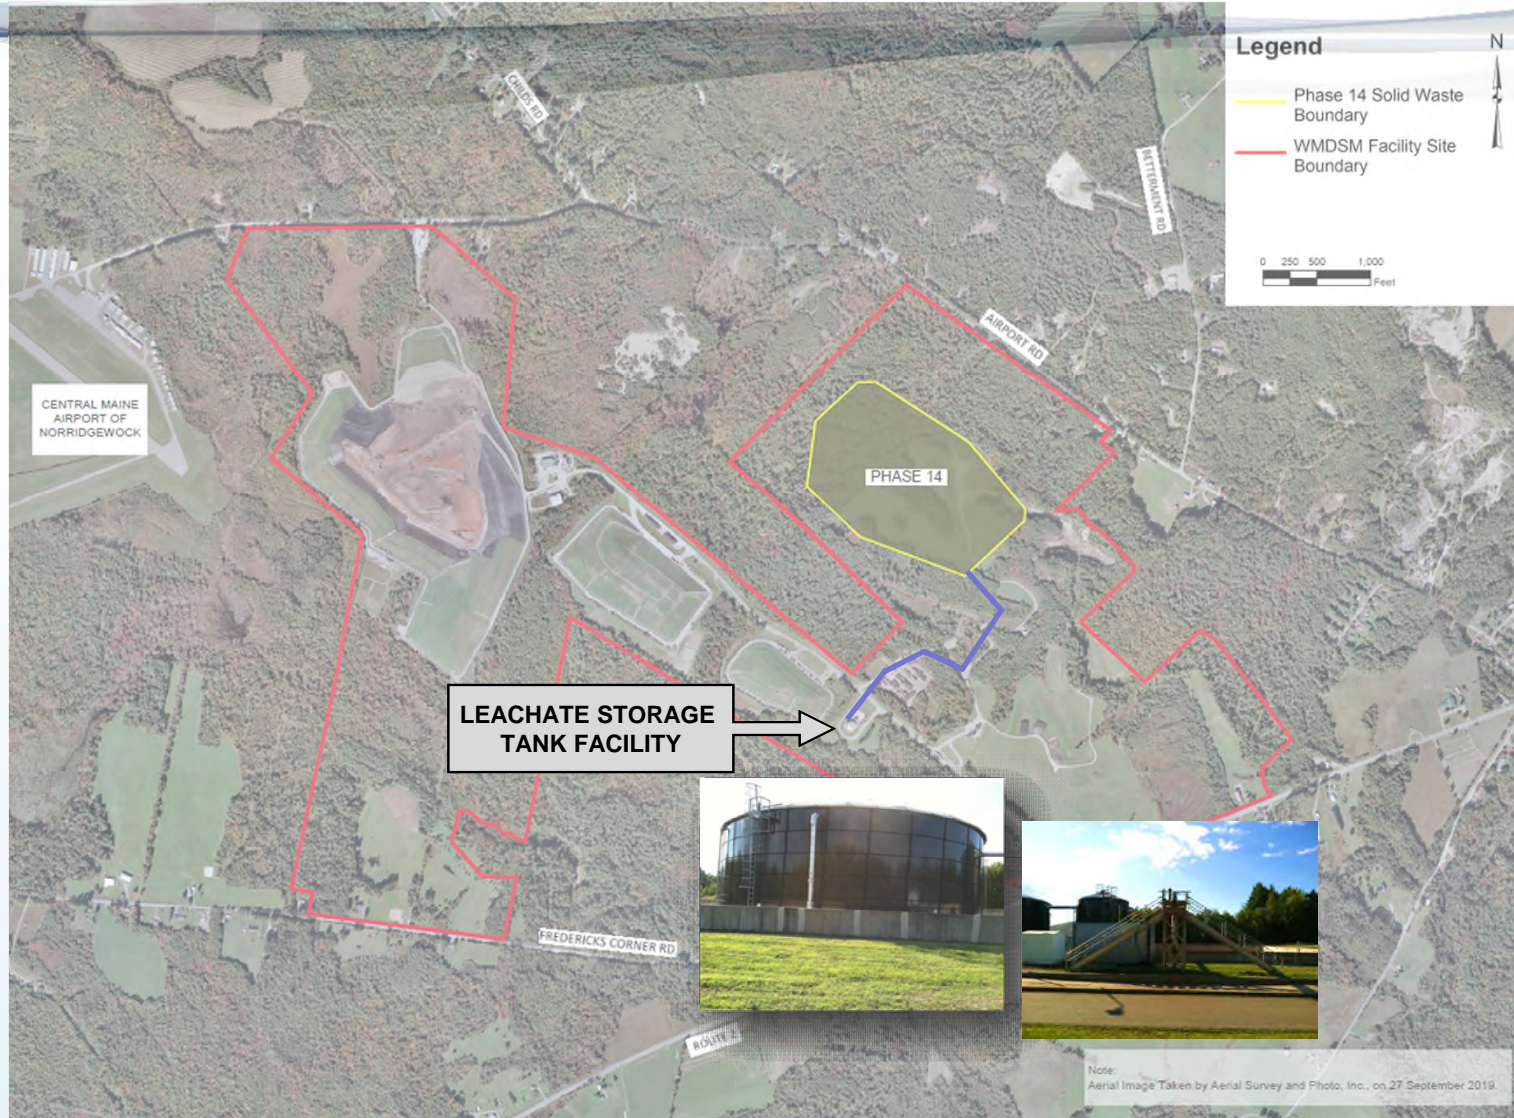 Legend
N
Phase 14 Solid Waste
Boundary
WMDSM Facility Site
Boundary
0 250 500 1,000
Feet
CHILDS RD
BETTERMENT RD
AIRPORT RD
CENTRAL MAINE
AIRPORT OF
NORRIDGEWOCK
PHASE 14
LEACHATE STORAGE
TANK FACILITY
FREDERICKS CORNER RD
ROUTE 2
Note:
Aerial Image Taken by Aerial Survey and Photo, Inc., on 27 September 2019.